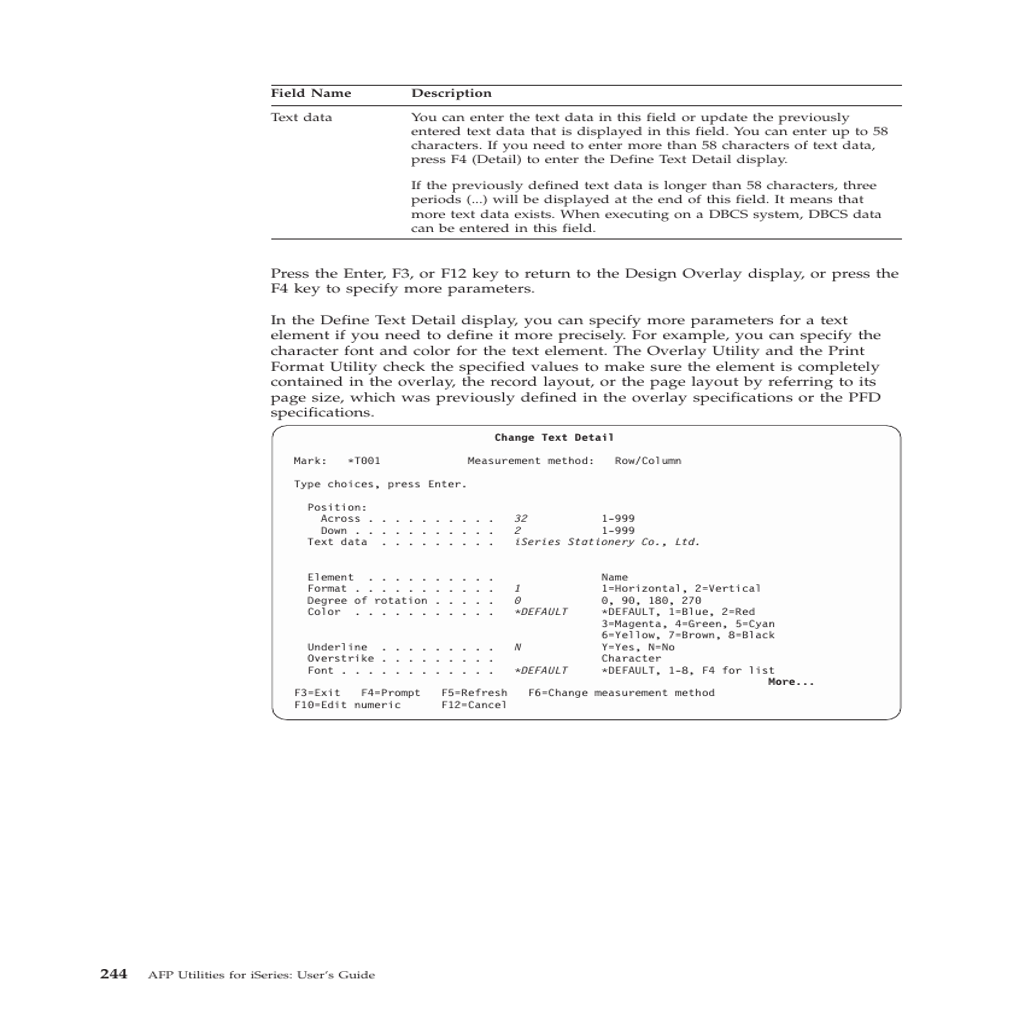 Field Name Description
Text data You can enter the text data in this field or update the previously
entered text data that is displayed in this field. You can enter up to 58
characters. If you need to enter more than 58 characters of text data,
press F4 (Detail) to enter the Define Text Detail display.
If the previously defined text data is longer than 58 characters, three
periods (...) will be displayed at the end of this field. It means that
more text data exists. When executing on a DBCS system, DBCS data
can be entered in this field.
Press the Enter, F3, or F12 key to return to the Design Overlay display, or press the
F4 key to specify more parameters.
In the Define Text Detail display, you can specify more parameters for a text
element if you need to define it more precisely. For example, you can specify the
character font and color for the text element. The Overlay Utility and the Print
Format Utility check the specified values to make sure the element is completely
contained in the overlay, the record layout, or the page layout by referring to its
page size, which was previously defined in the overlay specifications or the PFD
specifications.
Change Text Detail
Mark: *T001 Measurement method: Row/Column
Type choices, press Enter.
Position:
Across . . . . . . . . . . 32 1-999
Down . . . . . . . . . . . 2 1-999
Text data . . . . . . . . . iSeries Stationery Co., Ltd.
Element . . . . . . . . . . Name
Format . . . . . . . . . . . 1 1=Horizontal, 2=Vertical
Degree of rotation . . . . . 0 0, 90, 180, 270
Color . . . . . . . . . . . *DEFAULT *DEFAULT, 1=Blue, 2=Red
3=Magenta, 4=Green, 5=Cyan
6=Yellow, 7=Brown, 8=Black
Underline . . . . . . . . . N Y=Yes, N=No
Overstrike . . . . . . . . . Character
Font . . . . . . . . . . . . *DEFAULT *DEFAULT, 1-8, F4 for list
More...
F3=Exit F4=Prompt F5=Refresh F6=Change measurement method
F10=Edit numeric F12=Cancel
244 AFP Utilities for iSeries: User's Guide